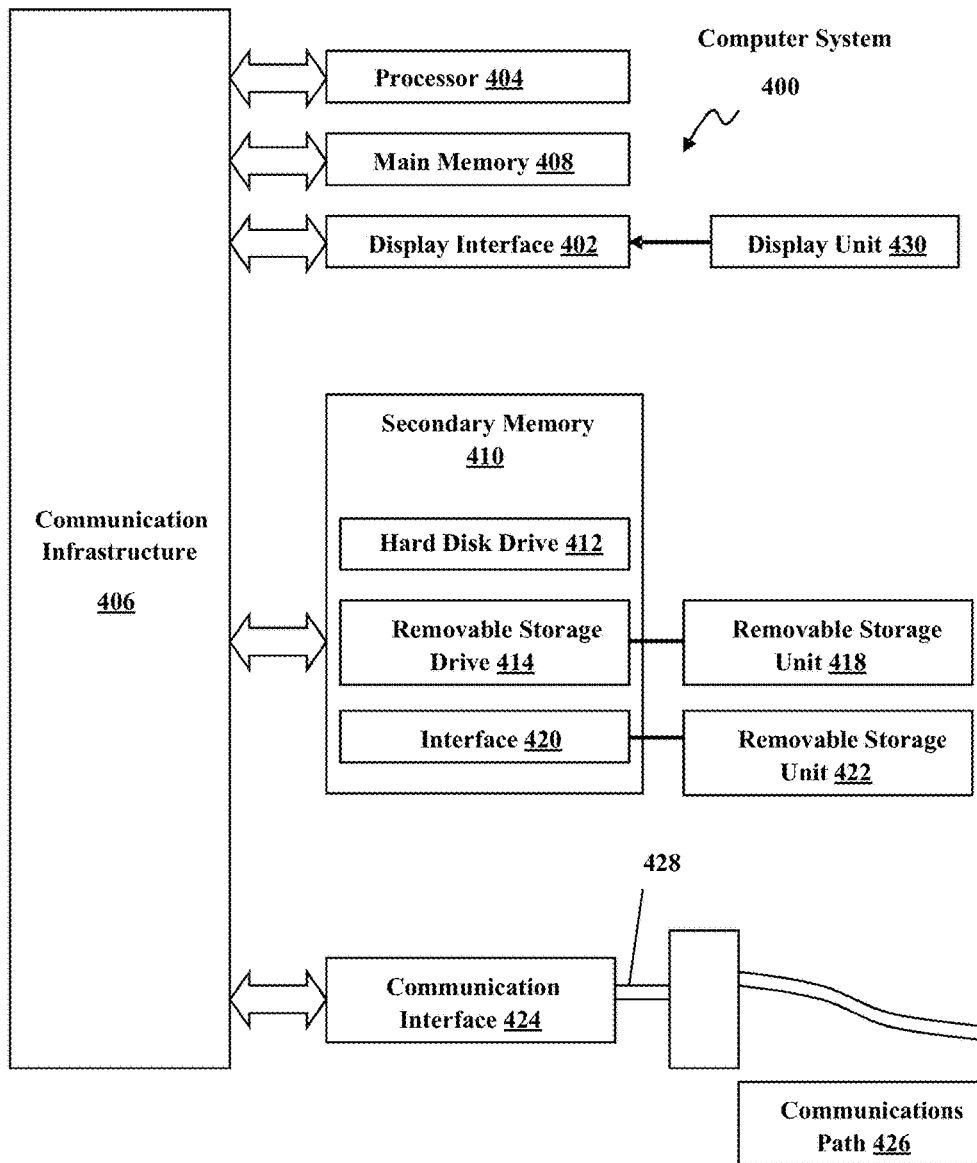 Computer System
400
Processor 404
Main Memory 408
Display Interface 402
Display Unit 430
Secondary Memory
410
Communication
Infrastructure
406
Hard Disk Drive 412
Removable Storage
Drive 414
Removable Storage
Unit 418
Interface 420
Removable Storage
Unit 422
428
Communication
Interface 424
Communications
Path 426